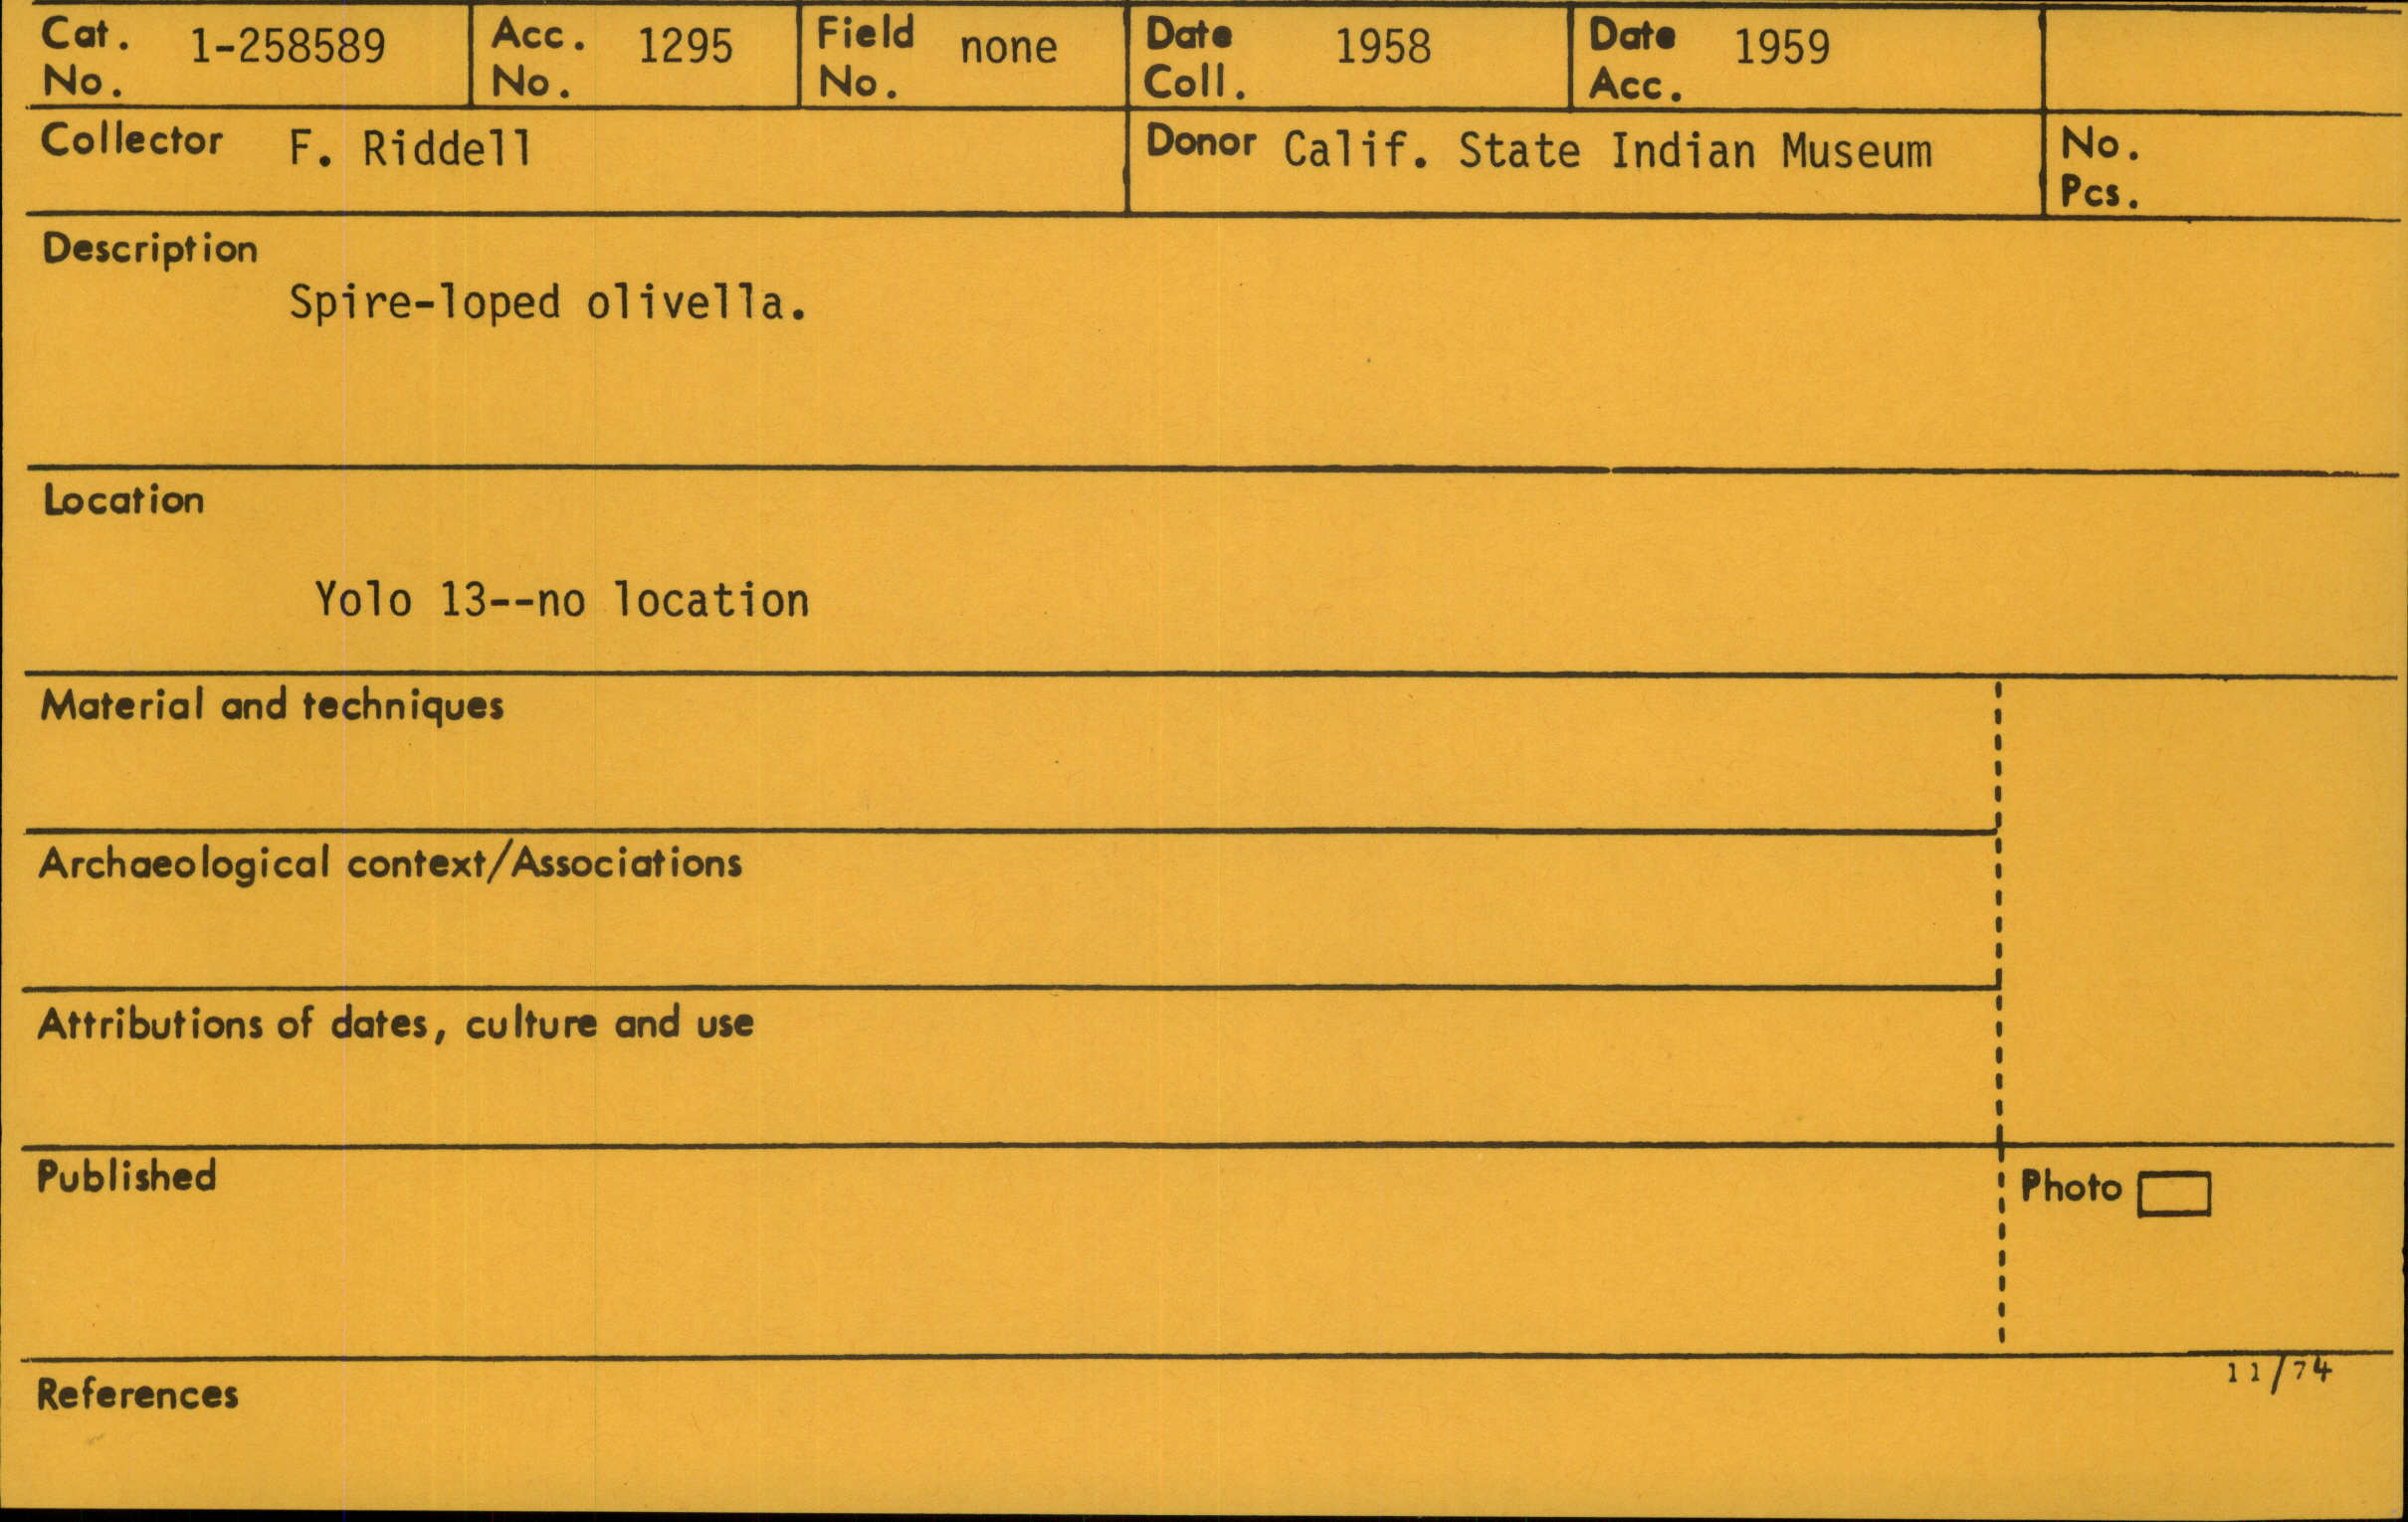 Cat. No. 1-258589 Acc. No. 1295 Field No. none Date Coll. 1958 Date Acc. 1959
Collector F. Riddell Donor Calif. State Indian Museum No. Pcs.
Description
Spire-loped olivella.
Location
Yolo 13--no location
Material and techniques
Archaeological context/Associations
Attributions of dates, culture and use
Published
Photo
11/74
References